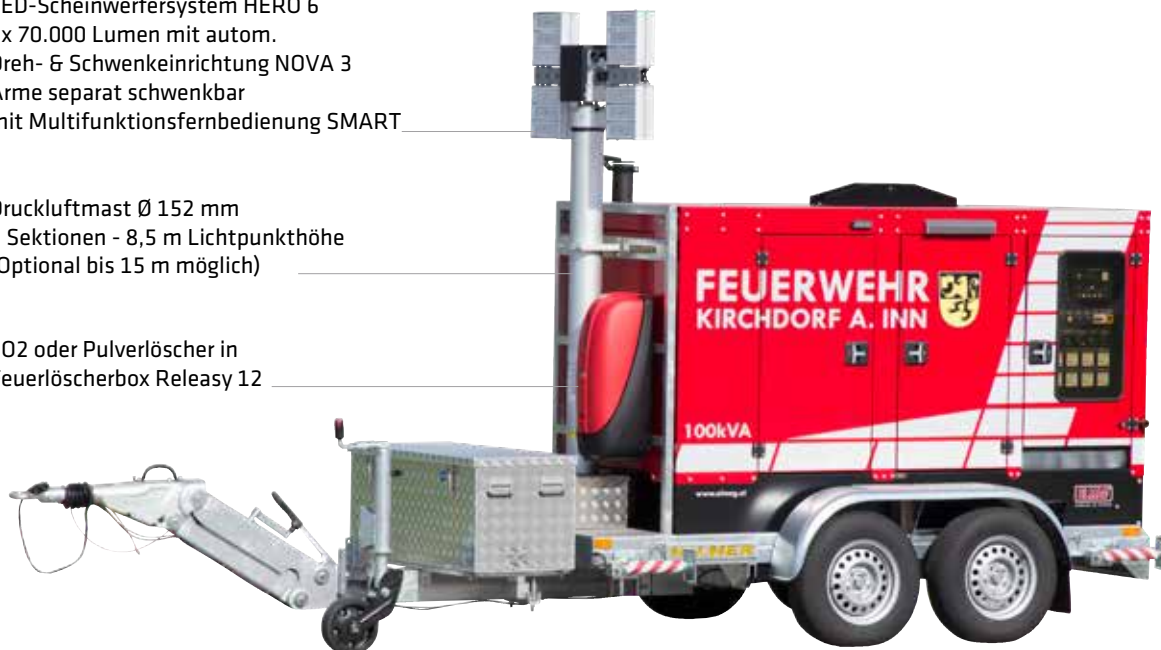 ED-Scheinwerfersystem HERO 6
x 70.000 Lumen mit autom.
Dreh- & Schwenkeinrichtung NOVA 3
Arme separat schwenkbar
mit Multifunktionsfernbedienung SMART
Druckluftmast Ø 152 mm
Sektionen - 8,5 m Lichtpunkthöhe
(Optional bis 15 m möglich)
O2 oder Pulverlöscher in
Feuerlöscherbox Releasy 12
FEUERWEHR
KIRCHDORF A. INN
100kVA